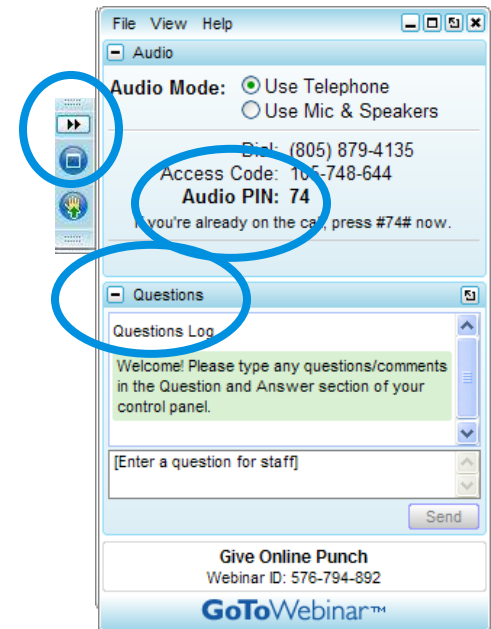 File View Help
Audio
Audio Mode: Use Telephone
Use Mic & Speakers
Dial: (805) 879-4135
Access Code: 105-748-644
Audio PIN: 74
If you're already on the call, press #74# now.
Questions
Questions Log
Welcome! Please type any questions/comments
in the Question and Answer section of your
control panel.
[Enter a question for staff]
Send
Give Online Punch
Webinar ID: 576-794-892
GoToWebinar™